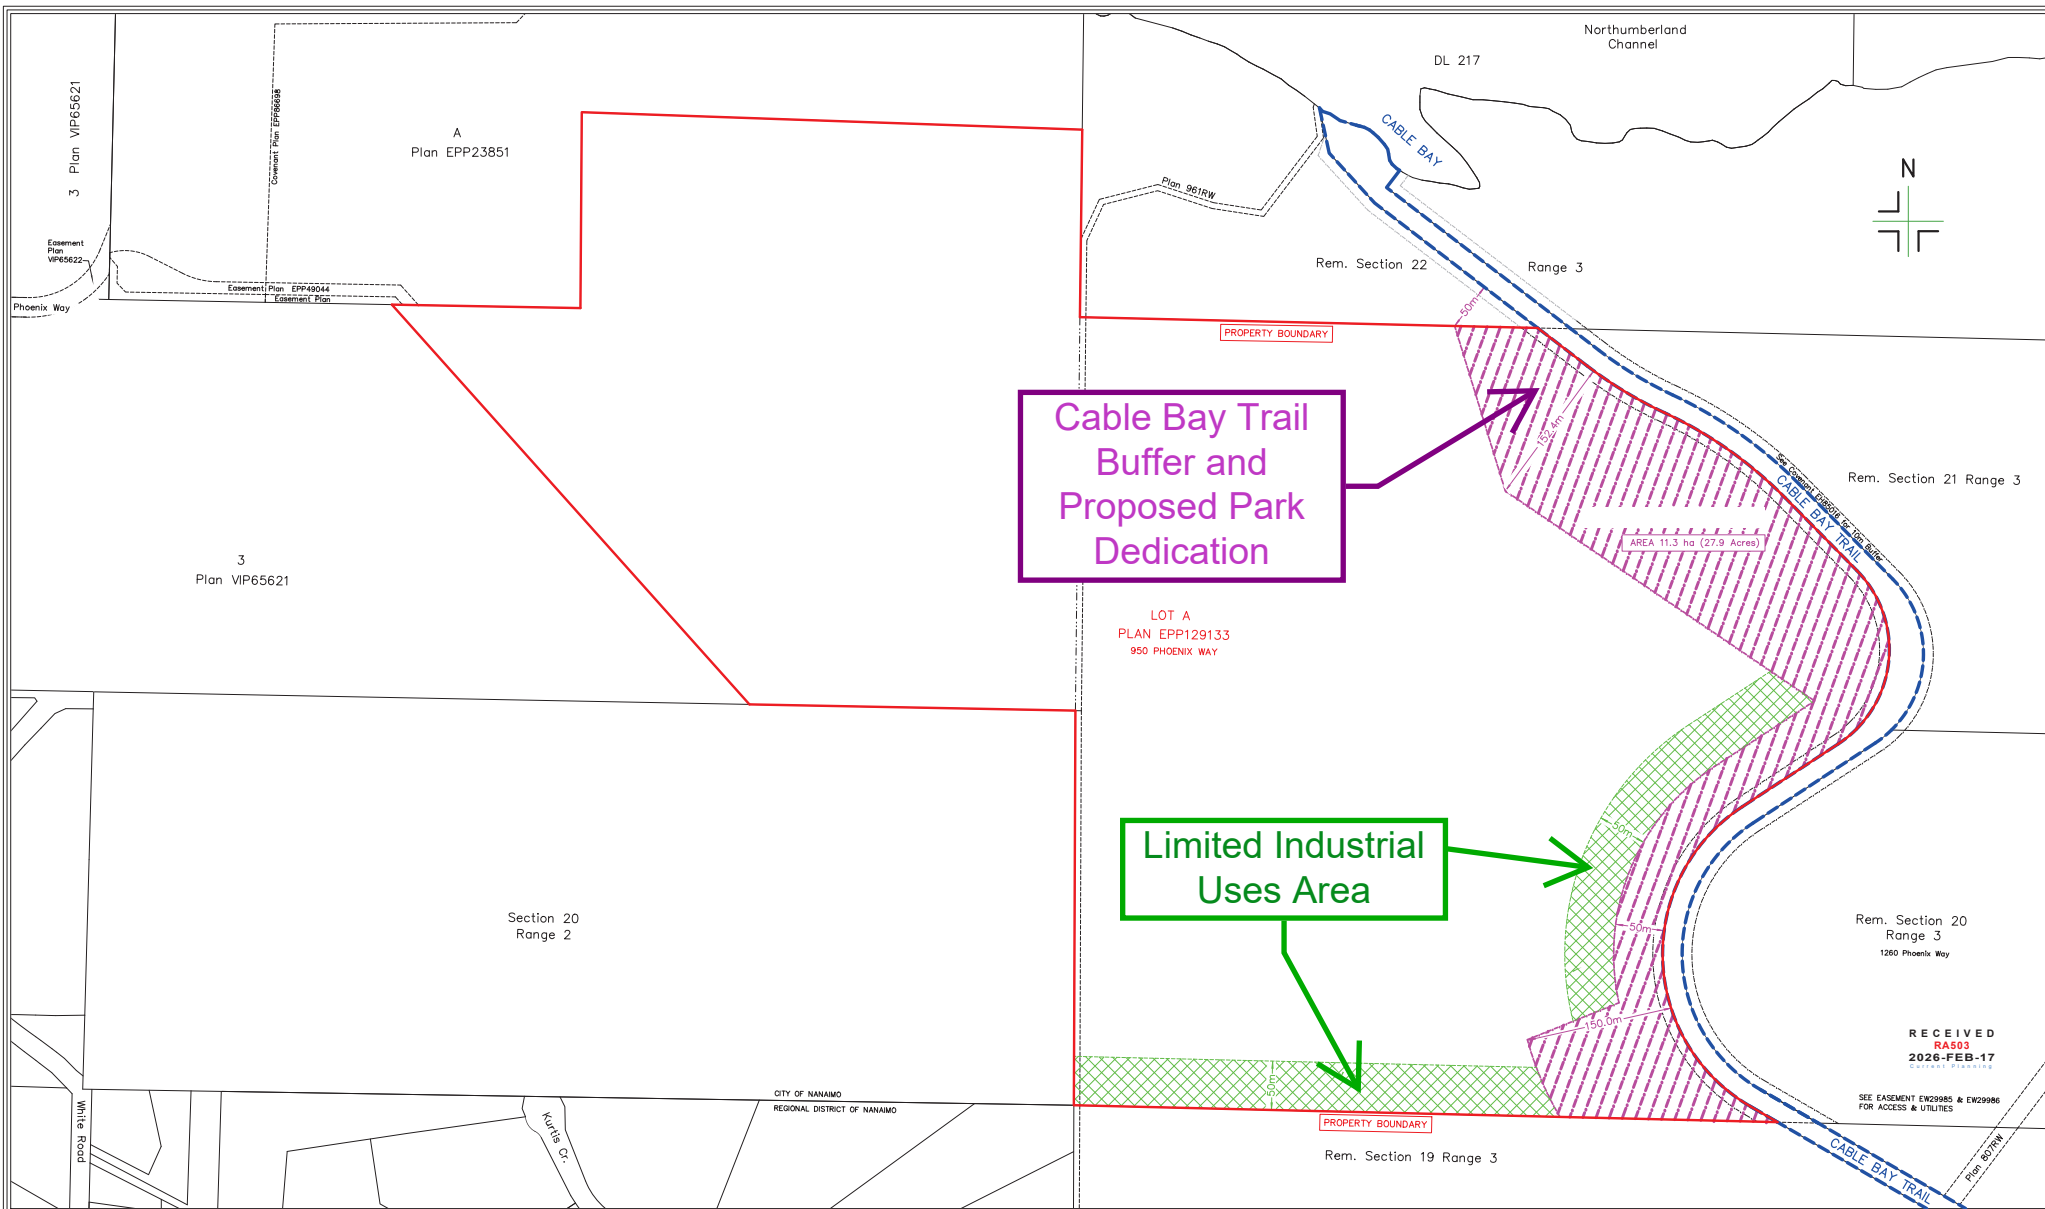 Northumberland
Channel
DL 217
3 Plan VIP65621
Covenant Plan EPP86698
A
Plan EPP23851
CABLE BAY
N
Plan 961RW
Easement
Plan
VIP65622
Rem. Section 22
Range 3
Easement Plan EPP49044
Easement Plan
Phoenix Way
50m
PROPERTY BOUNDARY
Cable Bay Trail
Buffer and
Proposed Park
Dedication
152.4m
See Covenant EH85016 for 10m Buffer
CABLE BAY TRAIL
Rem. Section 21 Range 3
AREA 11.3 ha (27.9 Acres)
3
Plan VIP65621
LOT A
PLAN EPP129133
950 PHOENIX WAY
50m
Limited Industrial
Uses Area
Section 20
Range 2
50m
Rem. Section 20
Range 3
1260 Phoenix Way
150.0m
RECEIVED
RA503
2026-FEB-17
Current Planning
50m
CITY OF NANAIMO
REGIONAL DISTRICT OF NANAIMO
SEE EASEMENT EW29985 & EW29986
FOR ACCESS & UTILITIES
White Road
Kurtis Cr.
PROPERTY BOUNDARY
Rem. Section 19 Range 3
CABLE BAY TRAIL
Plan 807RW